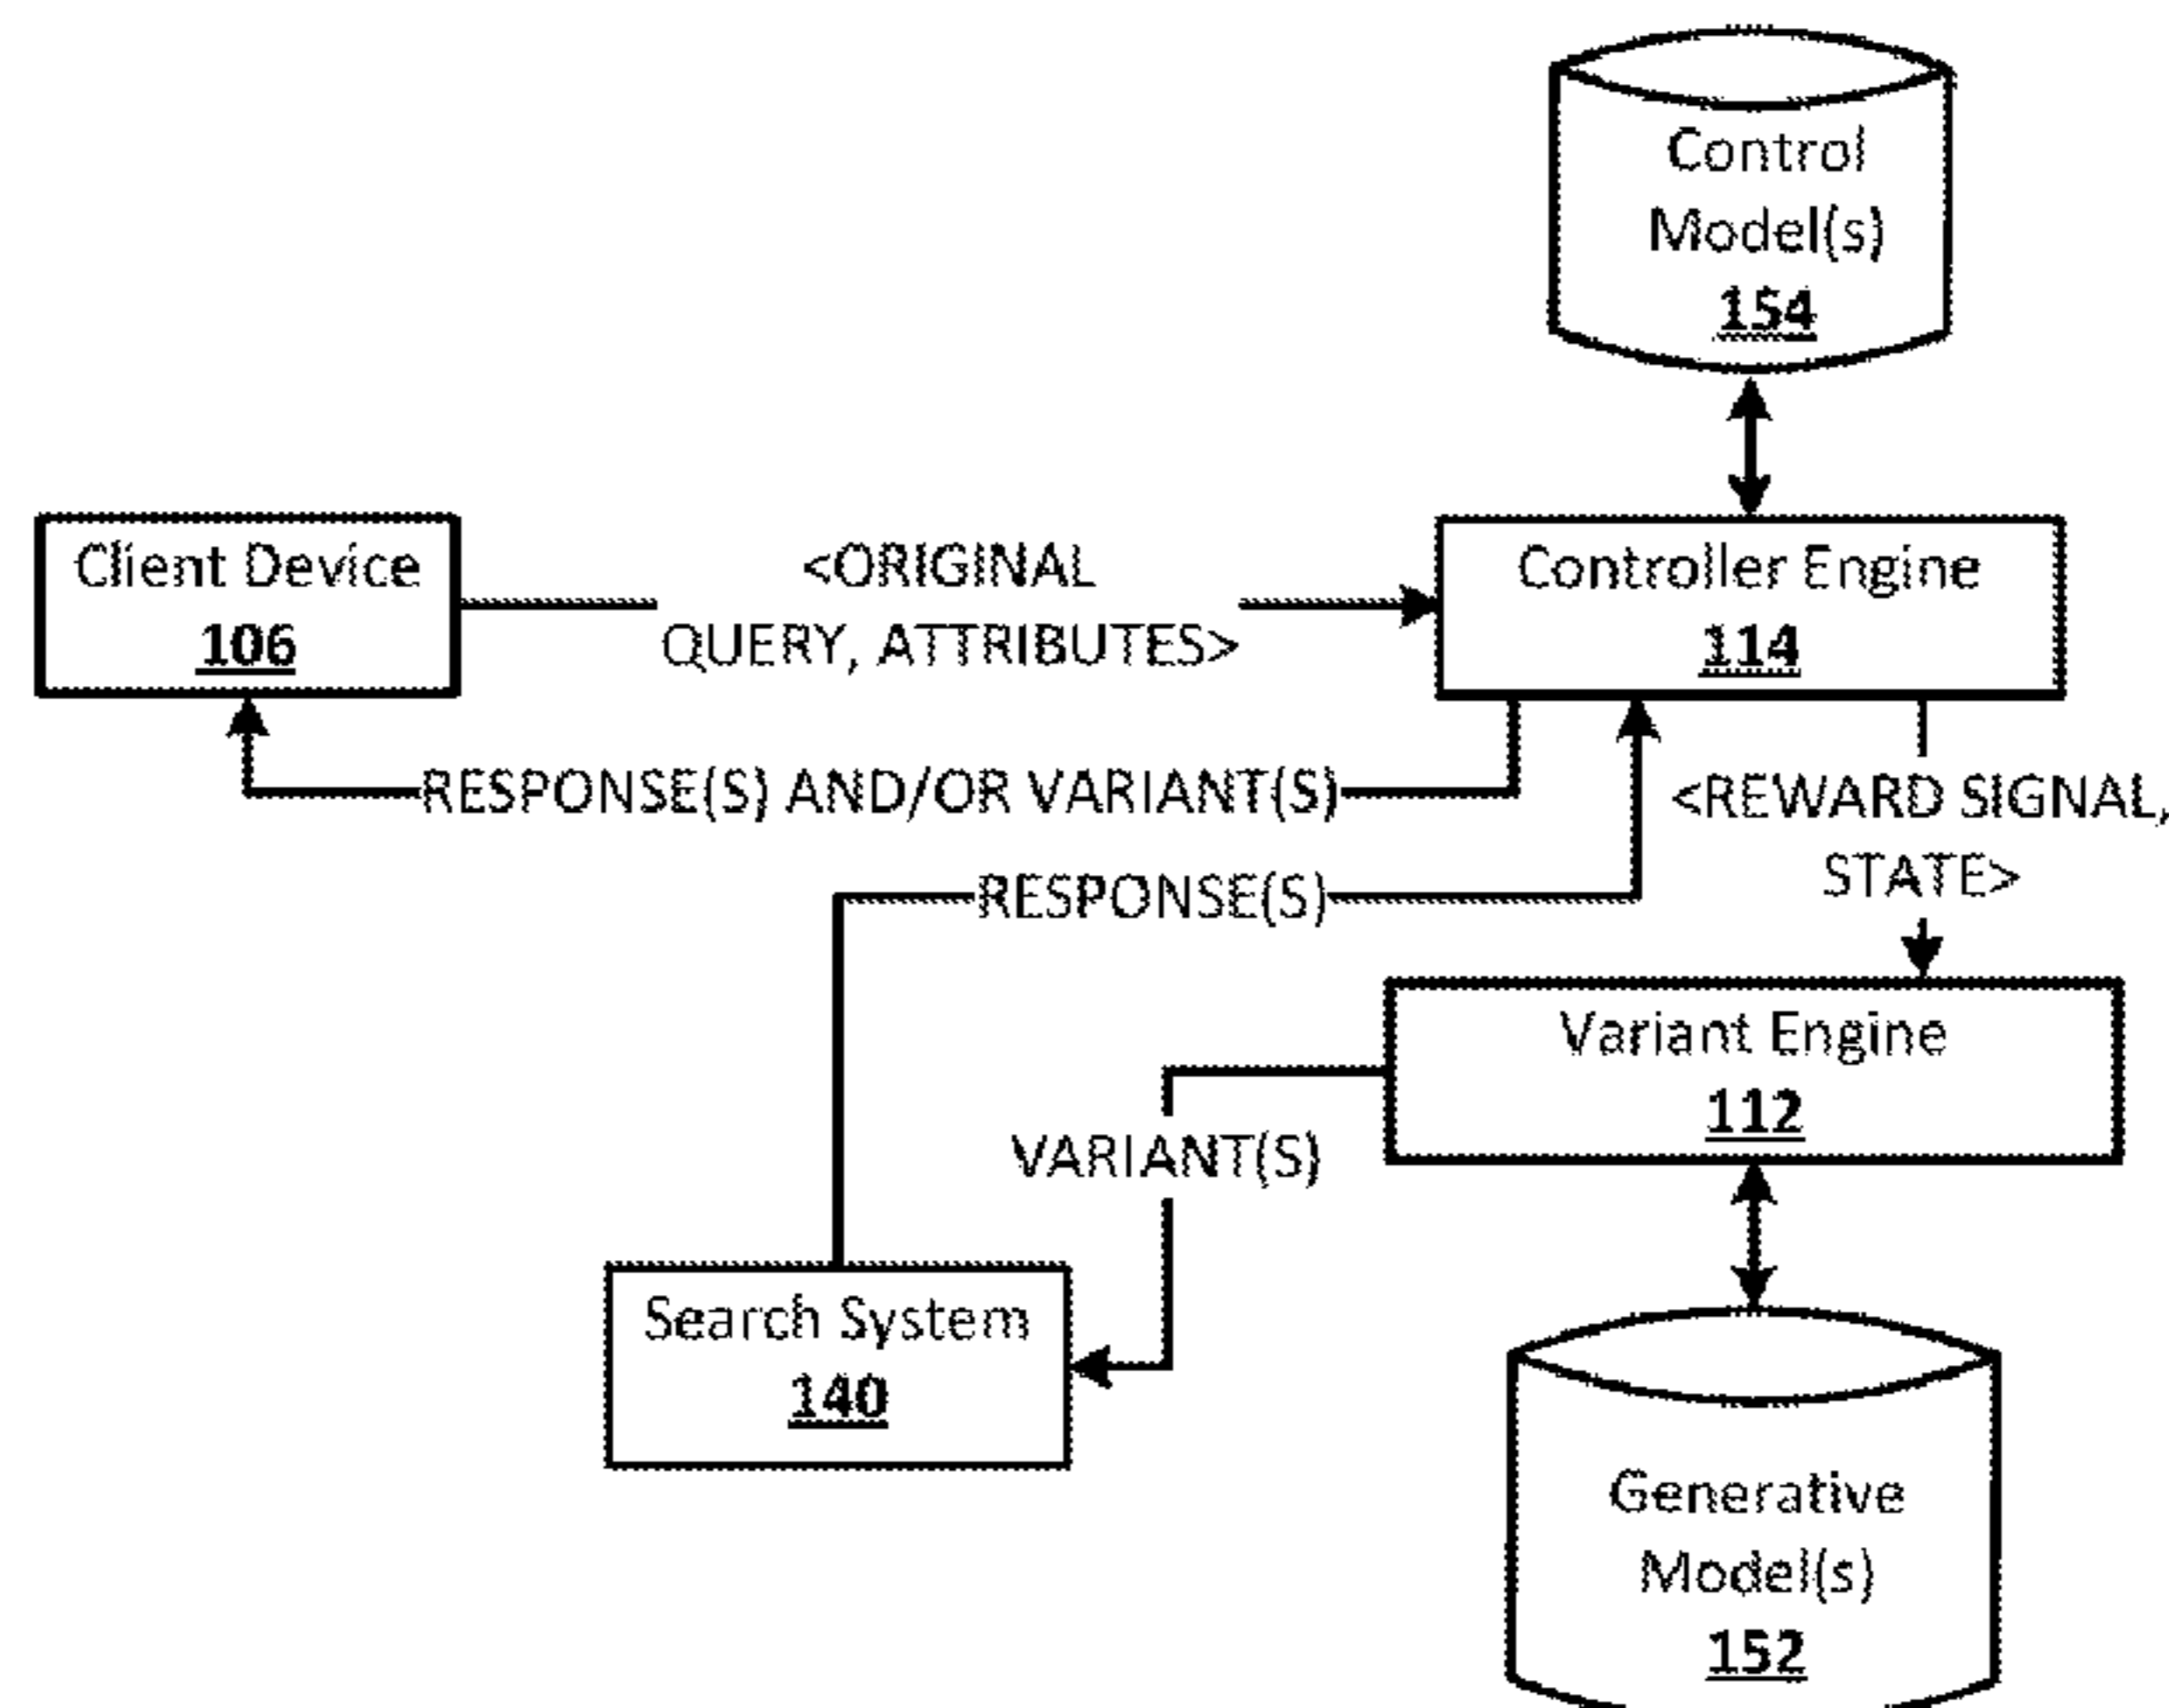 Control
Model(s)
154
Client Device
106
<ORIGINAL
QUERY, ATTRIBUTES>
Controller Engine
114
RESPONSE(S) AND/OR VARIANT(S)
<REWARD SIGNAL,
STATE>
RESPONSE(S)
Variant Engine
112
VARIANT(S)
Search System
140
Generative
Model(s)
152